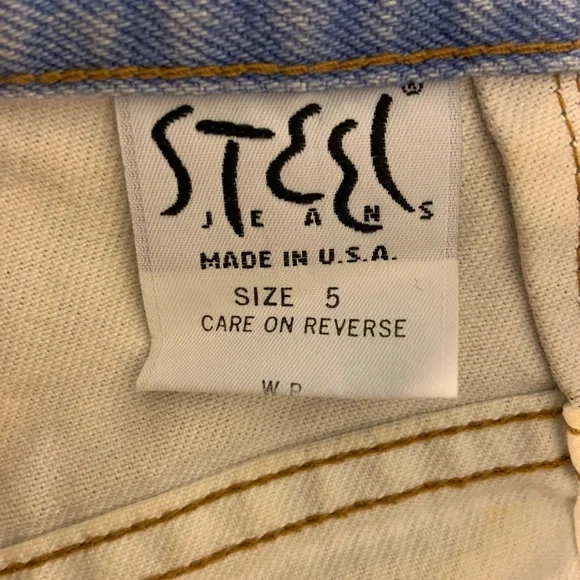 STEEL®
JEANS
MADE IN U.S.A.
SIZE 5
CARE ON REVERSE